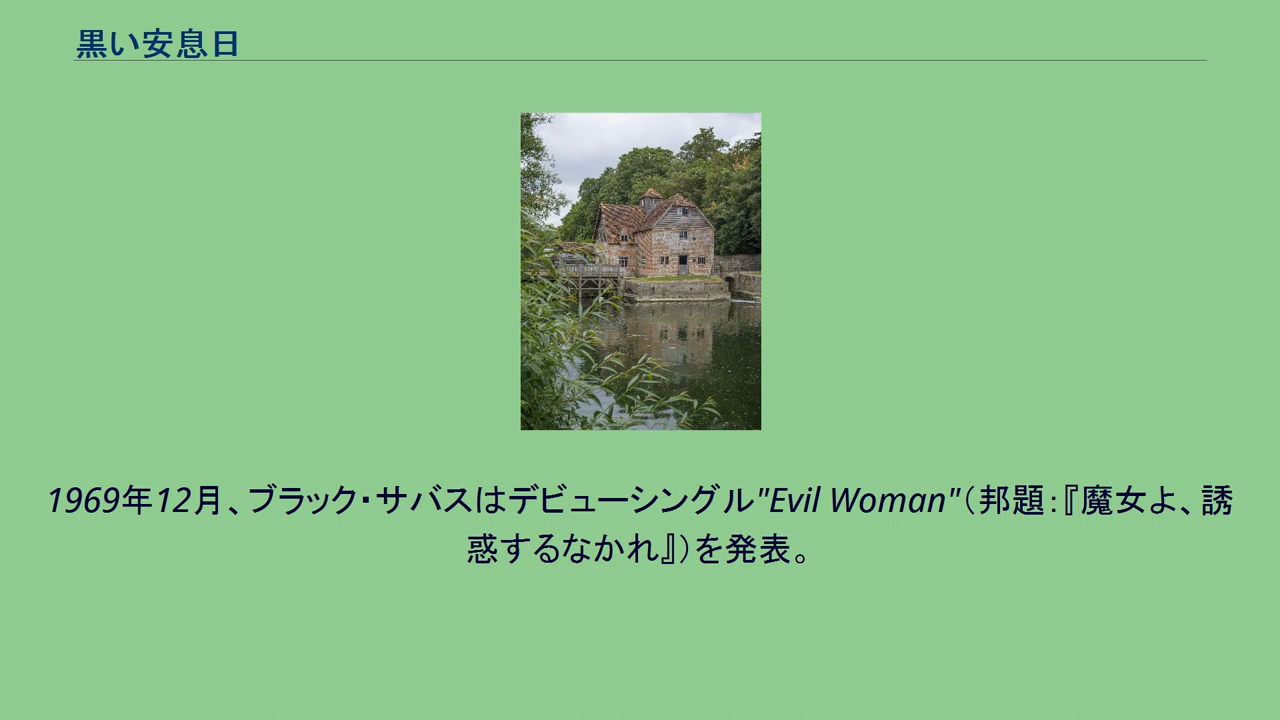 黒い安息日
1969年12月、ブラック・サバスはデビューシングル"Evil Woman"（邦題：『魔女よ、誘
惑するなかれ』）を発表。